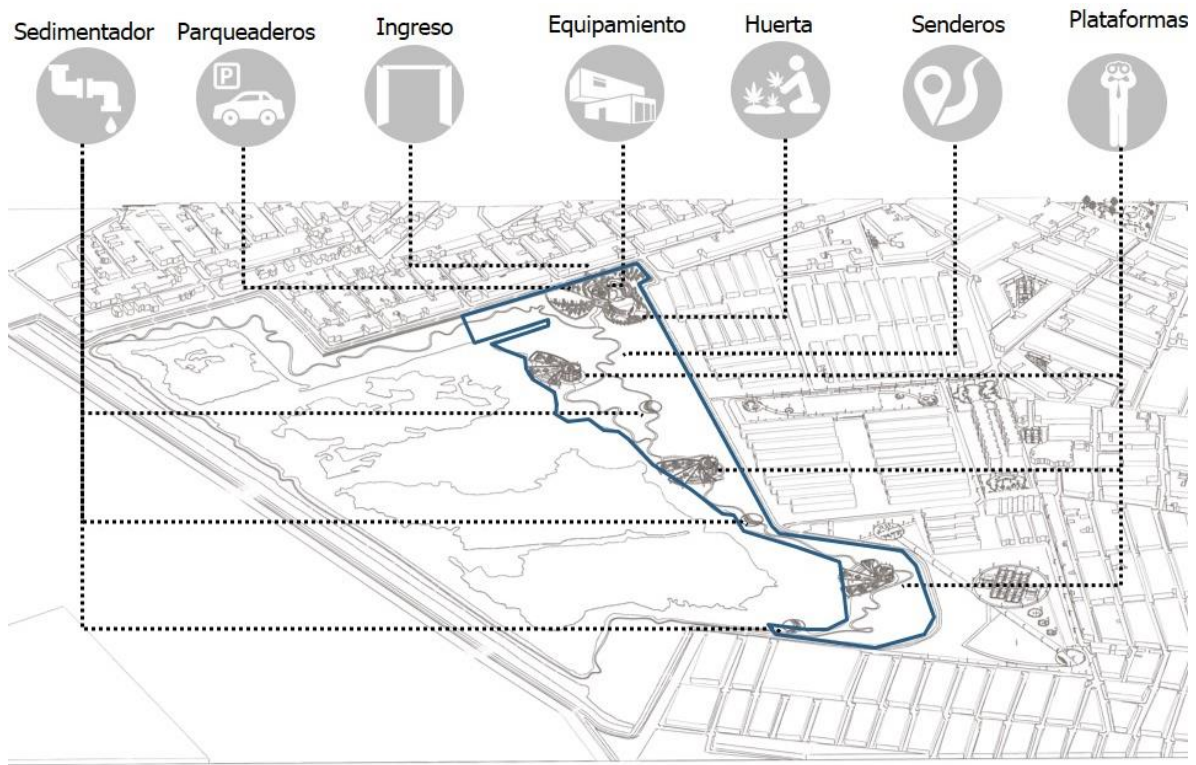 Sedimentador
Parqueaderos
Ingreso
Equipamiento
Huerta
Senderos
Plataformas
P